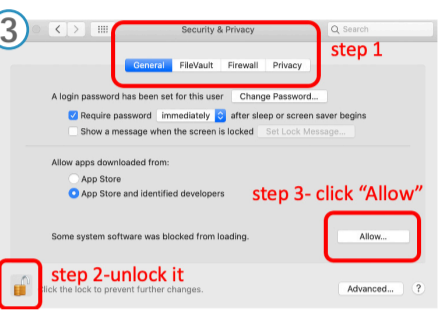 3
Security & Privacy
Search
step 1
General FileVault Firewall Privacy
A login password has been set for this user Change Password...
Require password immediately after sleep or screen saver begins
Show a message when the screen is locked Set Lock Message...
Allow apps downloaded from:
App Store
App Store and identified developers
step 3- click “Allow”
Some system software was blocked from loading. Allow...
step 2-unlock it
Click the lock to prevent further changes. Advanced... ?